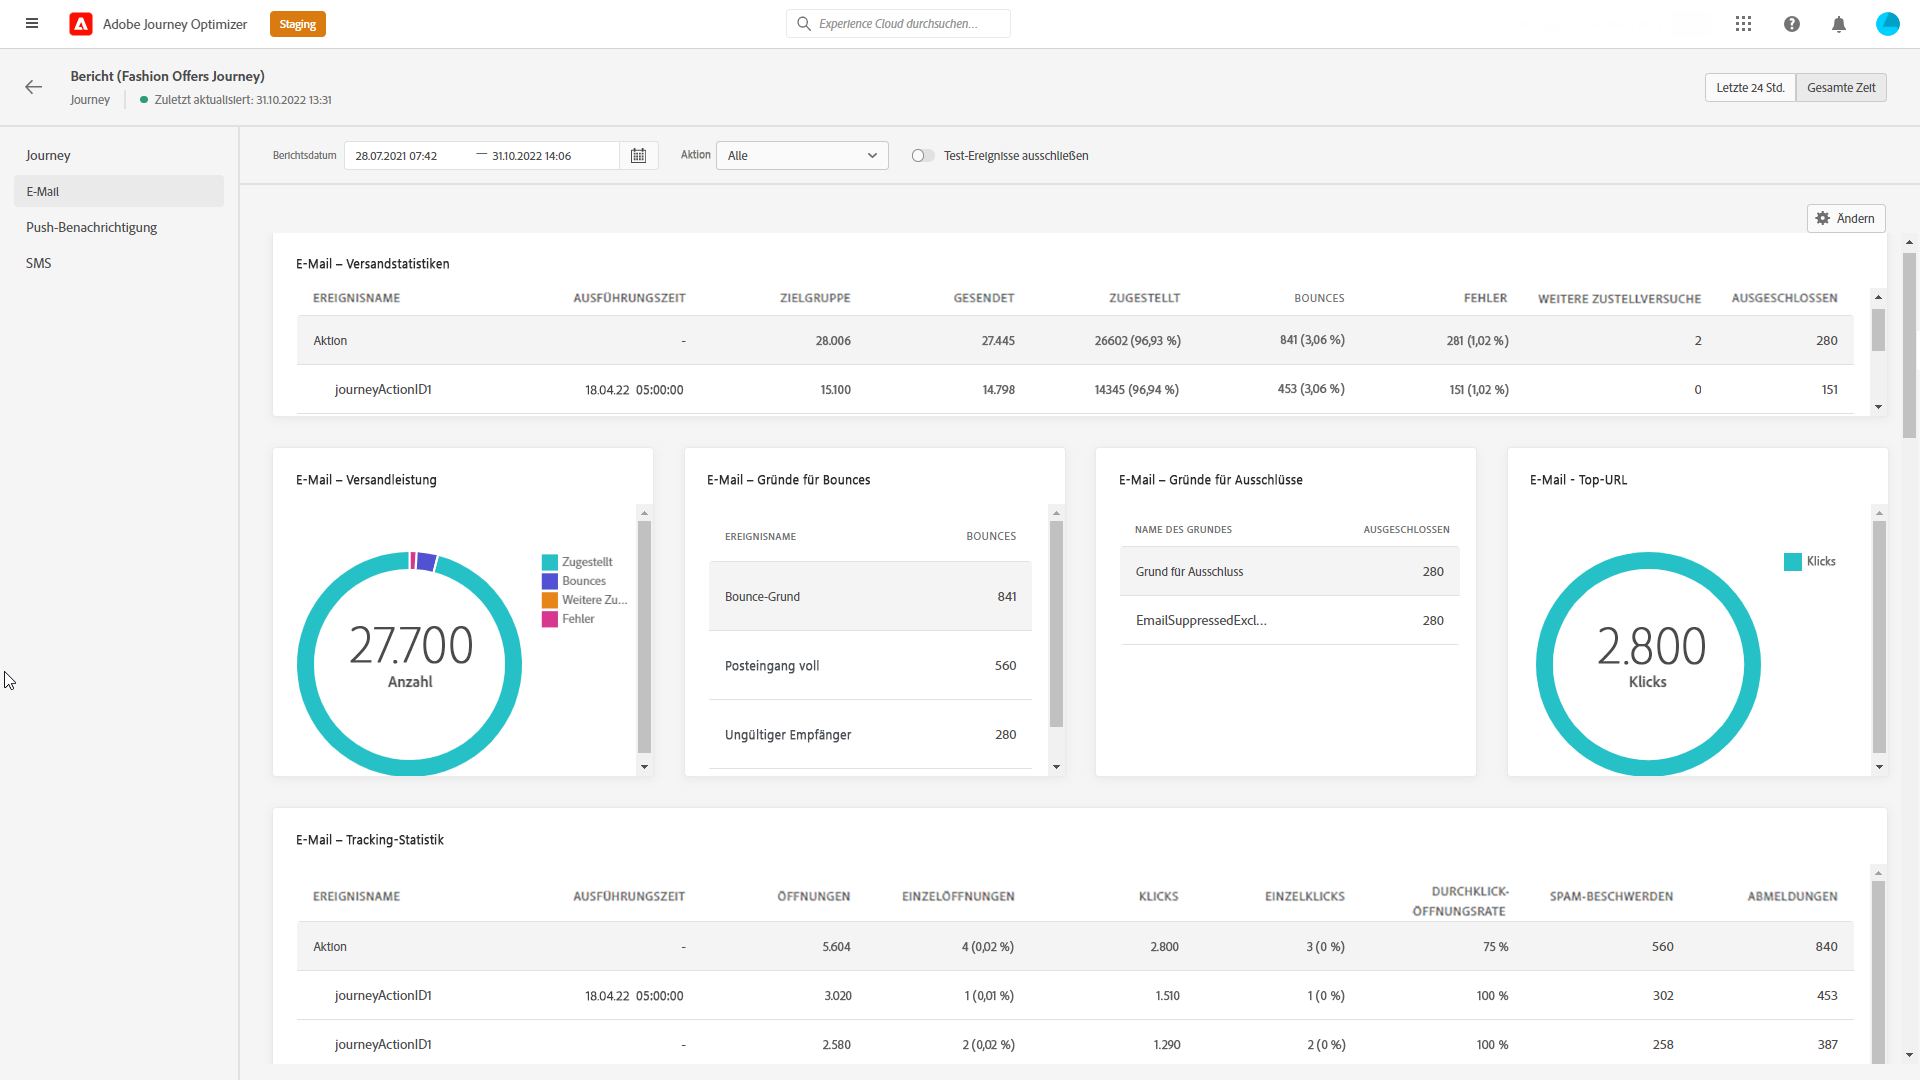 Adobe Journey Optimizer
Staging
Experience Cloud durchsuchen...
Bericht (Fashion Offers Journey)
Journey
Zuletzt aktualisiert: 31.10.2022 13:31
Letzte 24 Std.
Gesamte Zeit
Journey
E-Mail
Push-Benachrichtigung
SMS
Berichtsdatum
28.07.2021 07:42 — 31.10.2022 14:06
Aktion
Alle
Test-Ereignisse ausschließen
Ändern
E-Mail – Versandstatistiken
EREIGNISNAME AUSFÜHRUNGSZEIT ZIELGRUPPE GESENDET ZUGESTELLT BOUNCES FEHLER WEITERE ZUSTELLVERSUCHE AUSGESCHLOSSEN
Aktion - 28.006 27.445 26602 (96,93 %) 841 (3,06 %) 281 (1,02 %) 2 280
journeyActionID1 18.04.22 05:00:00 15.100 14.798 14345 (96,94 %) 453 (3,06 %) 151 (1,02 %) 0 151
E-Mail – Versandleistung
27.700
Anzahl
Zugestellt
Bounces
Weitere Zu...
Fehler
E-Mail – Gründe für Bounces
EREIGNISNAME BOUNCES
Bounce-Grund 841
Posteingang voll 560
Ungültiger Empfänger 280
E-Mail – Gründe für Ausschlüsse
NAME DES GRUNDES AUSGESCHLOSSEN
Grund für Ausschluss 280
EmailSuppressedExcl... 280
E-Mail - Top-URL
2.800
Klicks
Klicks
E-Mail – Tracking-Statistik
EREIGNISNAME AUSFÜHRUNGSZEIT ÖFFNUNGEN EINZELÖFFNUNGEN KLICKS EINZELKLICKS DURCHKLICK-
ÖFFNUNGSRATE SPAM-BESCHWERDEN ABMELDUNGEN
Aktion - 5.604 4 (0,02 %) 2.800 3 (0 %) 75 % 560 840
journeyActionID1 18.04.22 05:00:00 3.020 1 (0,01 %) 1.510 1 (0 %) 100 % 302 453
journeyActionID1 - 2.580 2 (0,02 %) 1.290 2 (0 %) 100 % 258 387